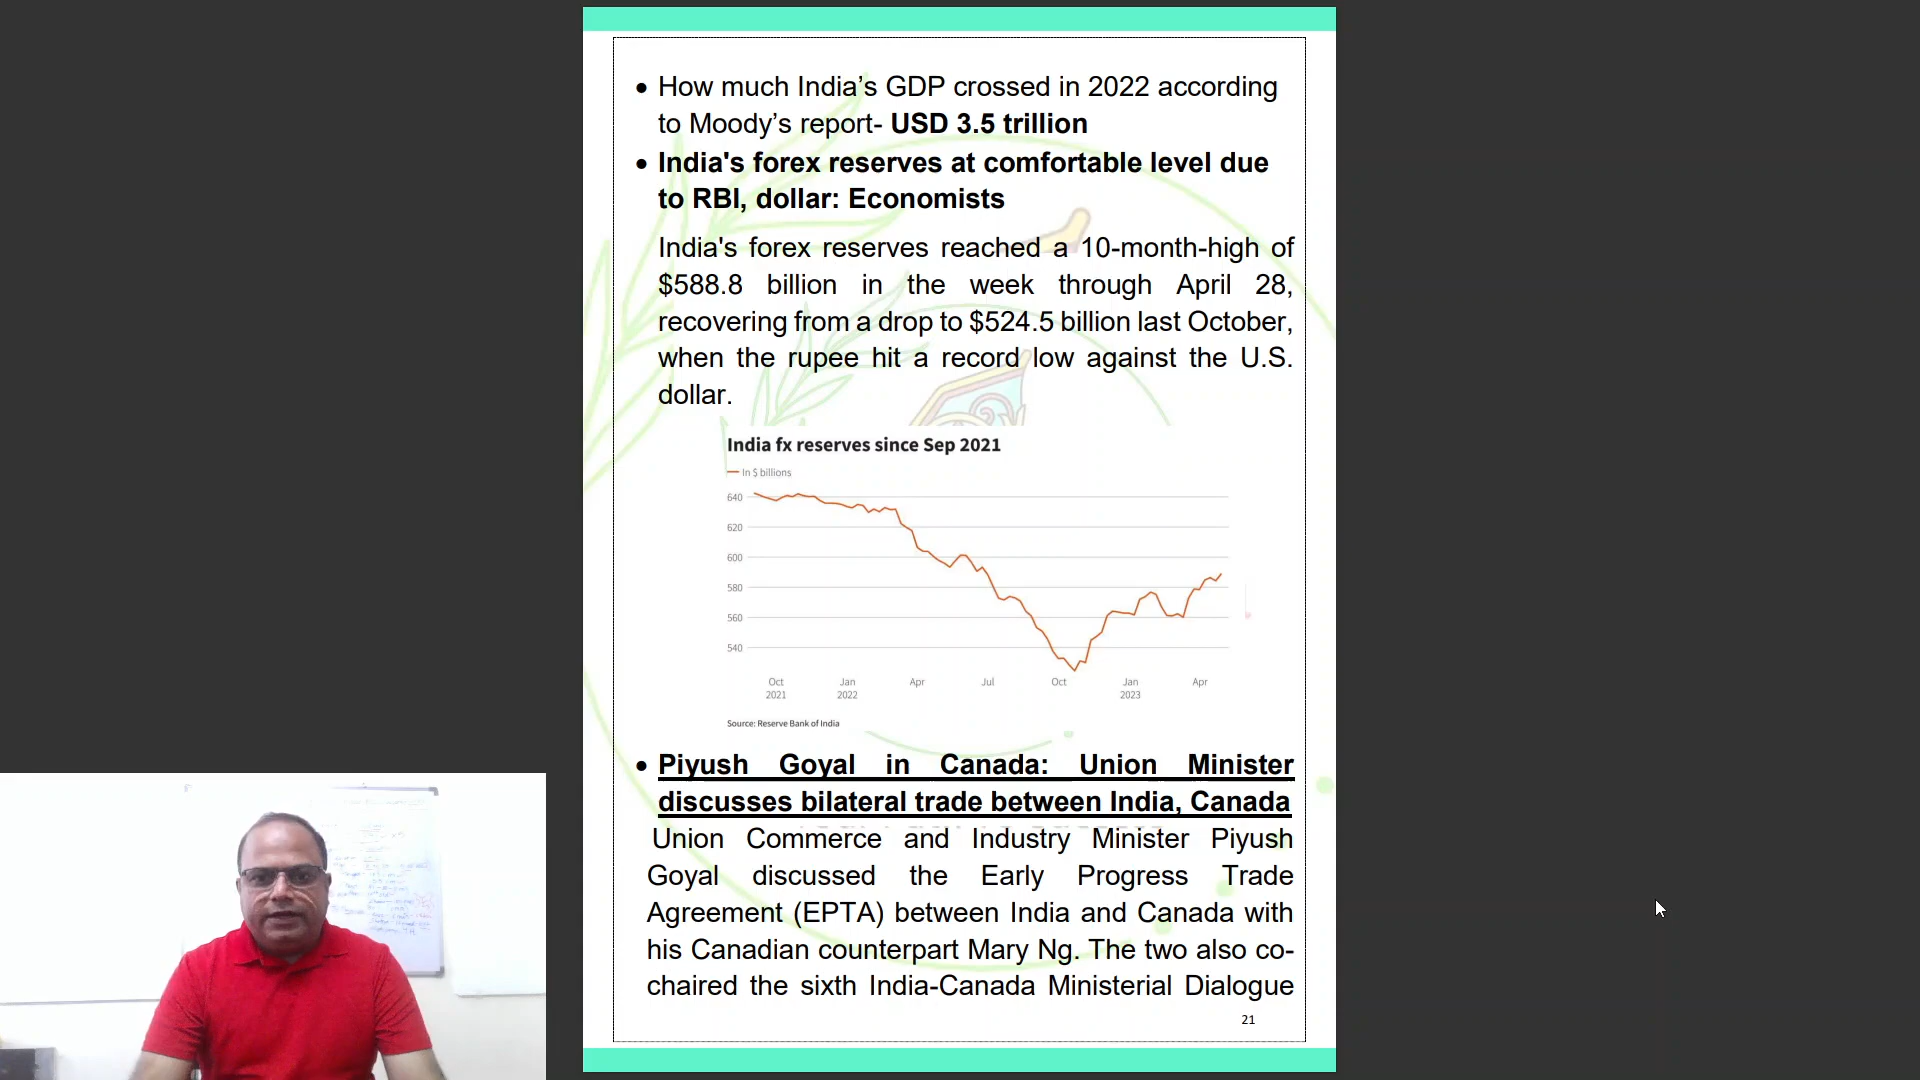 • How much India’s GDP crossed in 2022 according
to Moody’s report- USD 3.5 trillion
• India's forex reserves at comfortable level due
to RBI, dollar: Economists
India's forex reserves reached a 10-month-high of
$588.8 billion in the week through April 28,
recovering from a drop to $524.5 billion last October,
when the rupee hit a record low against the U.S.
dollar.
India fx reserves since Sep 2021
In $ billions
640
620
600
580
560
540
Oct Jan Apr Jul Oct Jan Apr
2021 2022 2023
Source: Reserve Bank of India
• Piyush Goyal in Canada: Union Minister
discusses bilateral trade between India, Canada
Union Commerce and Industry Minister Piyush
Goyal discussed the Early Progress Trade
Agreement (EPTA) between India and Canada with
his Canadian counterpart Mary Ng. The two also co-
chaired the sixth India-Canada Ministerial Dialogue
21